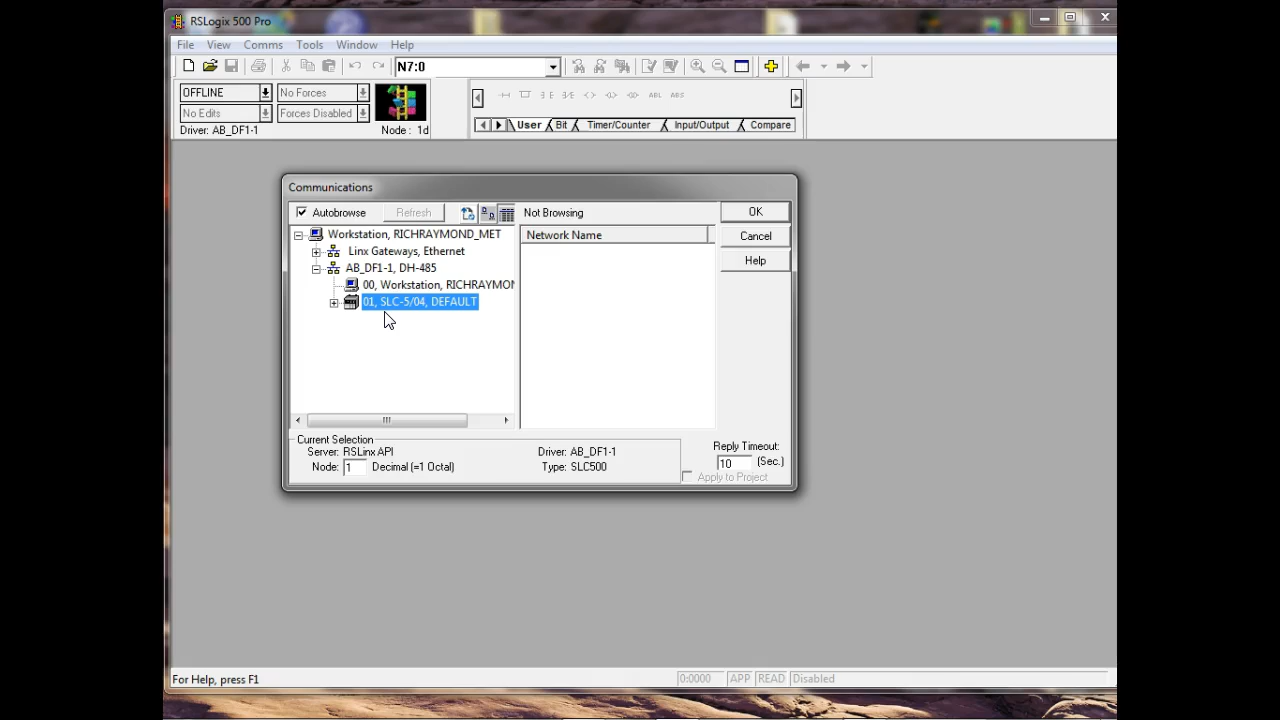 RSLogix 500 Pro
File View Comms Tools Window Help
N7:0
OFFLINE No Forces
No Edits Forces Disabled
Driver: AB_DF1-1 Node : 1d
ABL ABS
User Bit Timer/Counter Input/Output Compare
Communications
Autobrowse Refresh Not Browsing OK
Workstation, RICHRAYMOND_MET Network Name Cancel
Linx Gateways, Ethernet Help
AB_DF1-1, DH-485
00, Workstation, RICHRAYMON
01, SLC-5/04, DEFAULT
Current Selection
Server: RSLinx API Driver: AB_DF1-1 Reply Timeout:
Node: 1 Decimal (=1 Octal) Type: SLC500 10 (Sec.)
Apply to Project
For Help, press F1 0:0000 APP READ Disabled